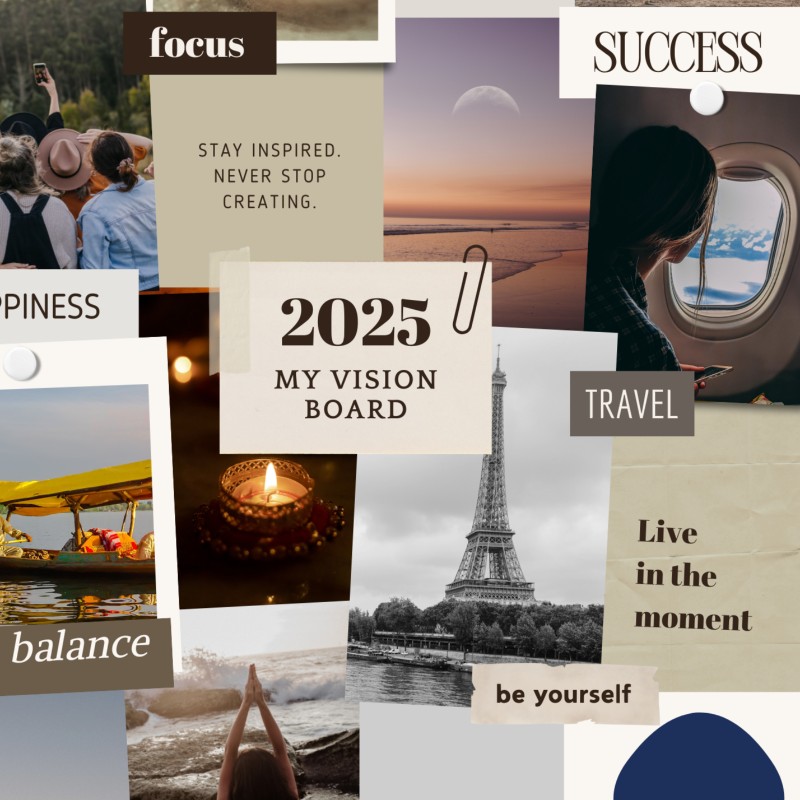 focus
SUCCESS
STAY INSPIRED.
NEVER STOP
CREATING.
PPINESS
2025
MY VISION
BOARD
TRAVEL
Live
in the
moment
balance
be yourself